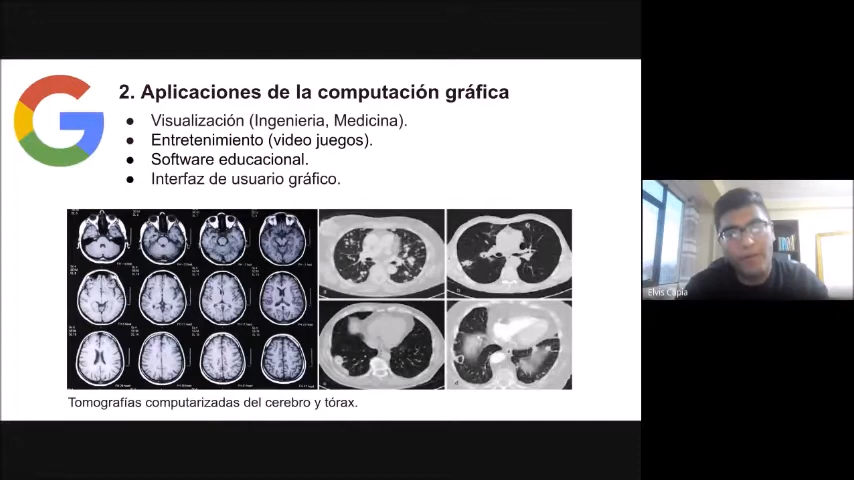 2. Aplicaciones de la computación gráfica
● Visualización (Ingenieria, Medicina).
● Entretenimiento (video juegos).
● Software educacional.
● Interfaz de usuario gráfico.
a
d
Tomografías computarizadas del cerebro y tórax.
Elvis Capia